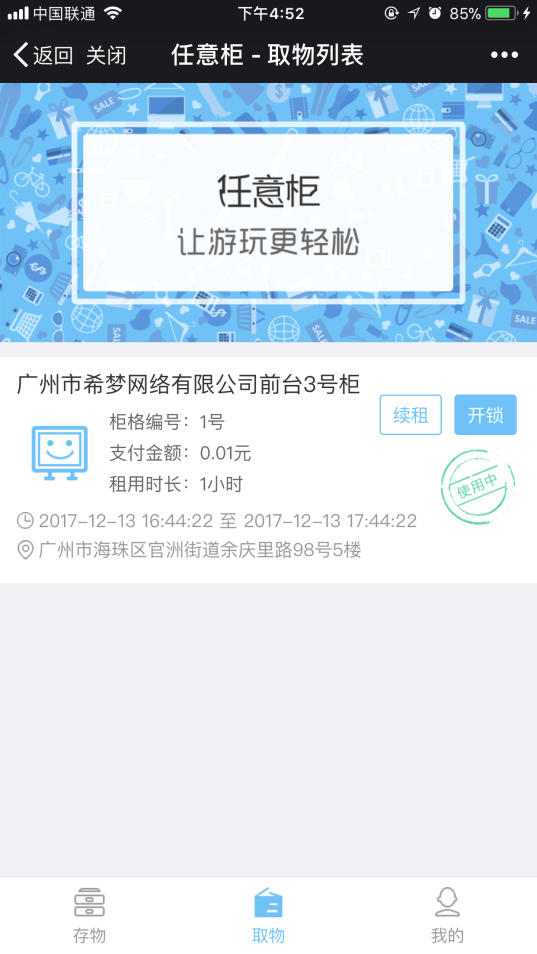 中国联通 下午4:52 85%
返回 关闭 任意柜 - 取物列表
SALE
任意柜
让游玩更轻松
SALE
SALE
SALE
广州市希梦网络有限公司前台3号柜
柜格编号：1号
续租 开锁
支付金额：0.01元
租用时长：1小时
使用中
2017-12-13 16:44:22 至 2017-12-13 17:44:22
广州市海珠区官洲街道余庆里路98号5楼
存物 取物 我的